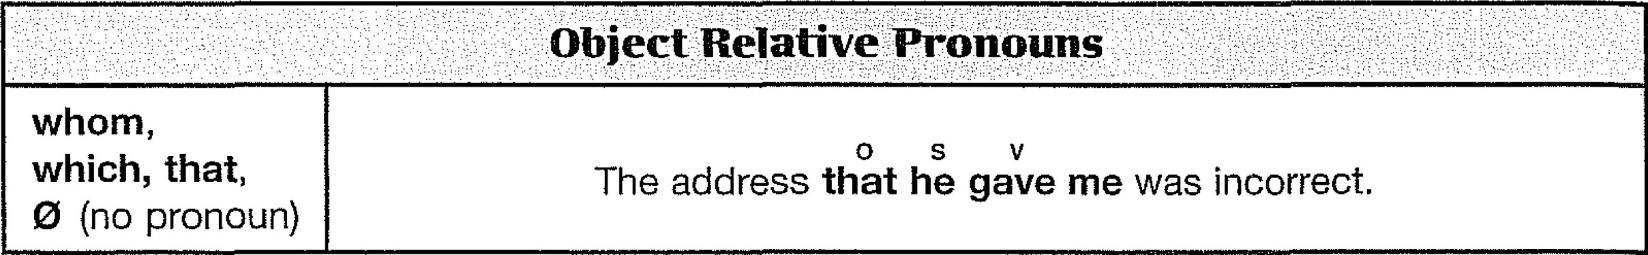 Object Relative Pronouns
whom,
which, that,
Ø (no pronoun)
o s v
The address that he gave me was incorrect.